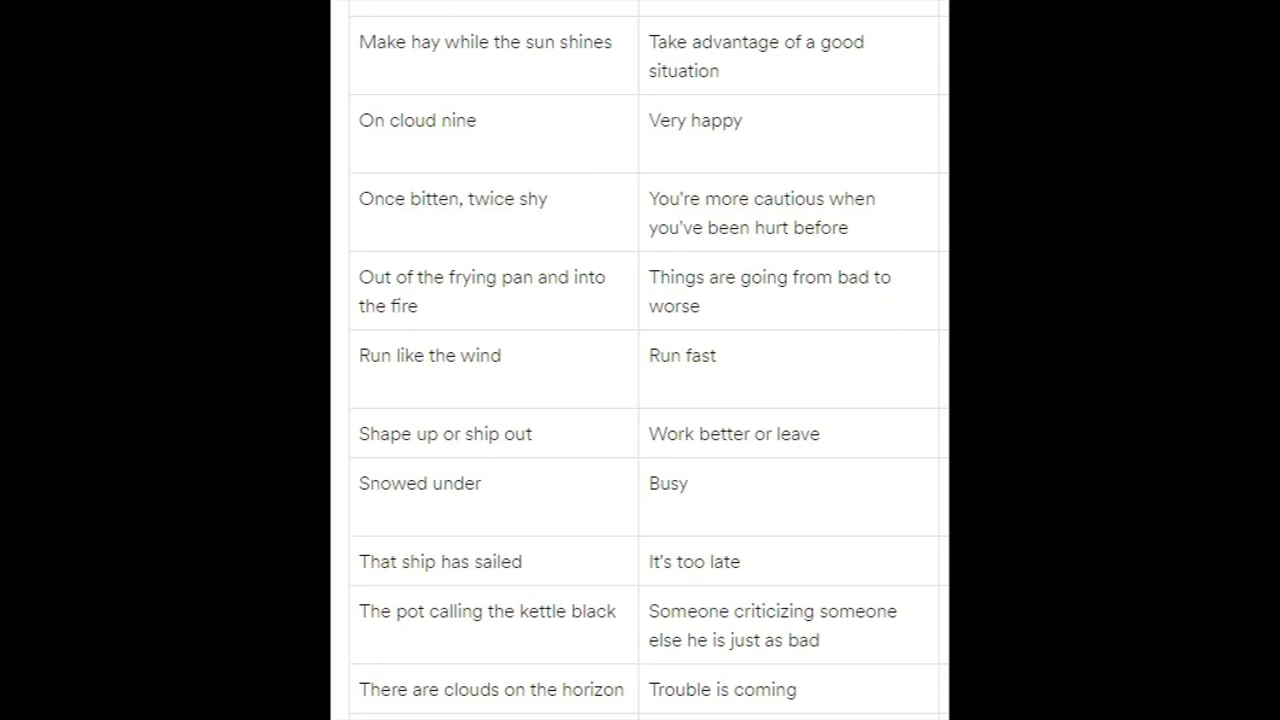 Make hay while the sun shines
Take advantage of a good
situation
On cloud nine
Very happy
Once bitten, twice shy
You're more cautious when
you've been hurt before
Out of the frying pan and into
the fire
Things are going from bad to
worse
Run like the wind
Run fast
Shape up or ship out
Work better or leave
Snowed under
Busy
That ship has sailed
It's too late
The pot calling the kettle black
Someone criticizing someone
else he is just as bad
There are clouds on the horizon
Trouble is coming